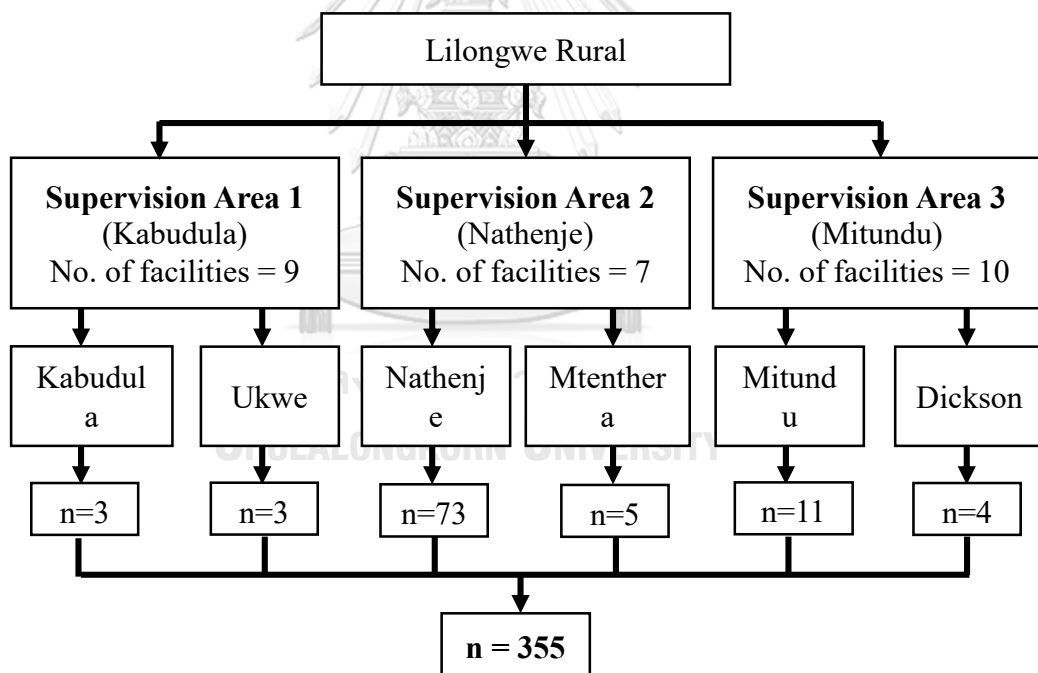 Lilongwe Rural
Supervision Area 1
(Kabudula)
No. of facilities = 9
Supervision Area 2
(Nathenje)
No. of facilities = 7
Supervision Area 3
(Mitundu)
No. of facilities = 10
Kabudul
a
Ukwe
Nathenj
e
Mtenther
a
Mitund
u
Dickson
CHULALONGKORN UNIVERSITY
n=3
n=3
n=73
n=5
n=11
n=4
n = 355